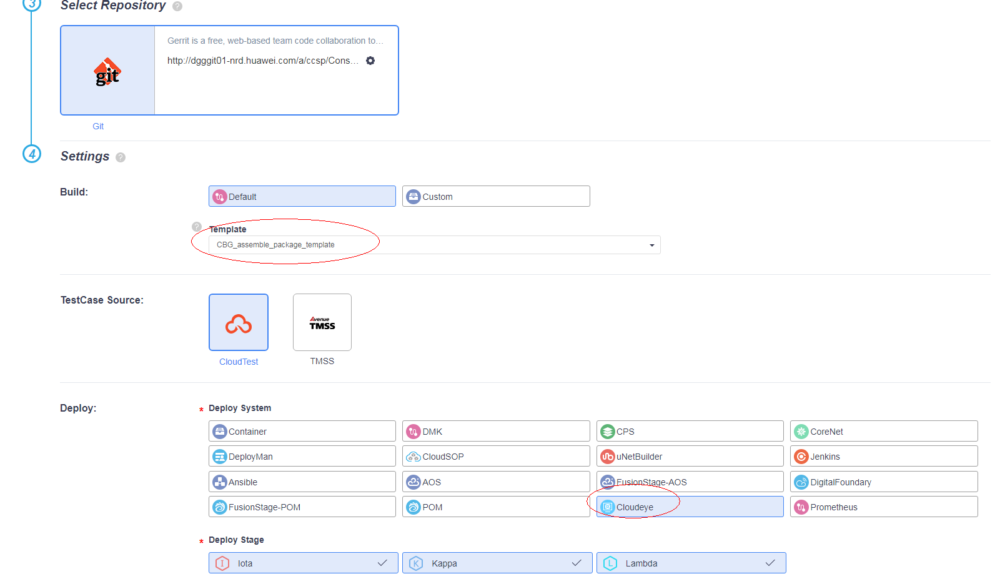 3
Select Repository ?
Gerrit is a free, web-based team code collaboration to...
http://dgggit01-nrd.huawei.com/a/ccsp/Cons...
git
Git
4
Settings ?
Build:
Default
Custom
?
Template
CBG_assemble_package_template
TestCase Source:
Avenue
TMSS
CloudTest
TMSS
Deploy:
* Deploy System
Container
DMK
CPS
CoreNet
DeployMan
CloudSOP
uNetBuilder
Jenkins
Ansible
AOS
FusionStage-AOS
DigitalFoundary
FusionStage-POM
POM
Cloudeye
Prometheus
* Deploy Stage
I Iota
K Kappa
L Lambda